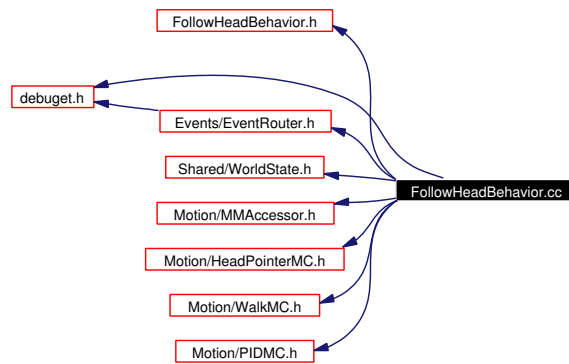 FollowHeadBehavior.h
debuget.h
Events/EventRouter.h
Shared/WorldState.h
FollowHeadBehavior.cc
Motion/MMAccessor.h
Motion/HeadPointerMC.h
Motion/WalkMC.h
Motion/PIDMC.h